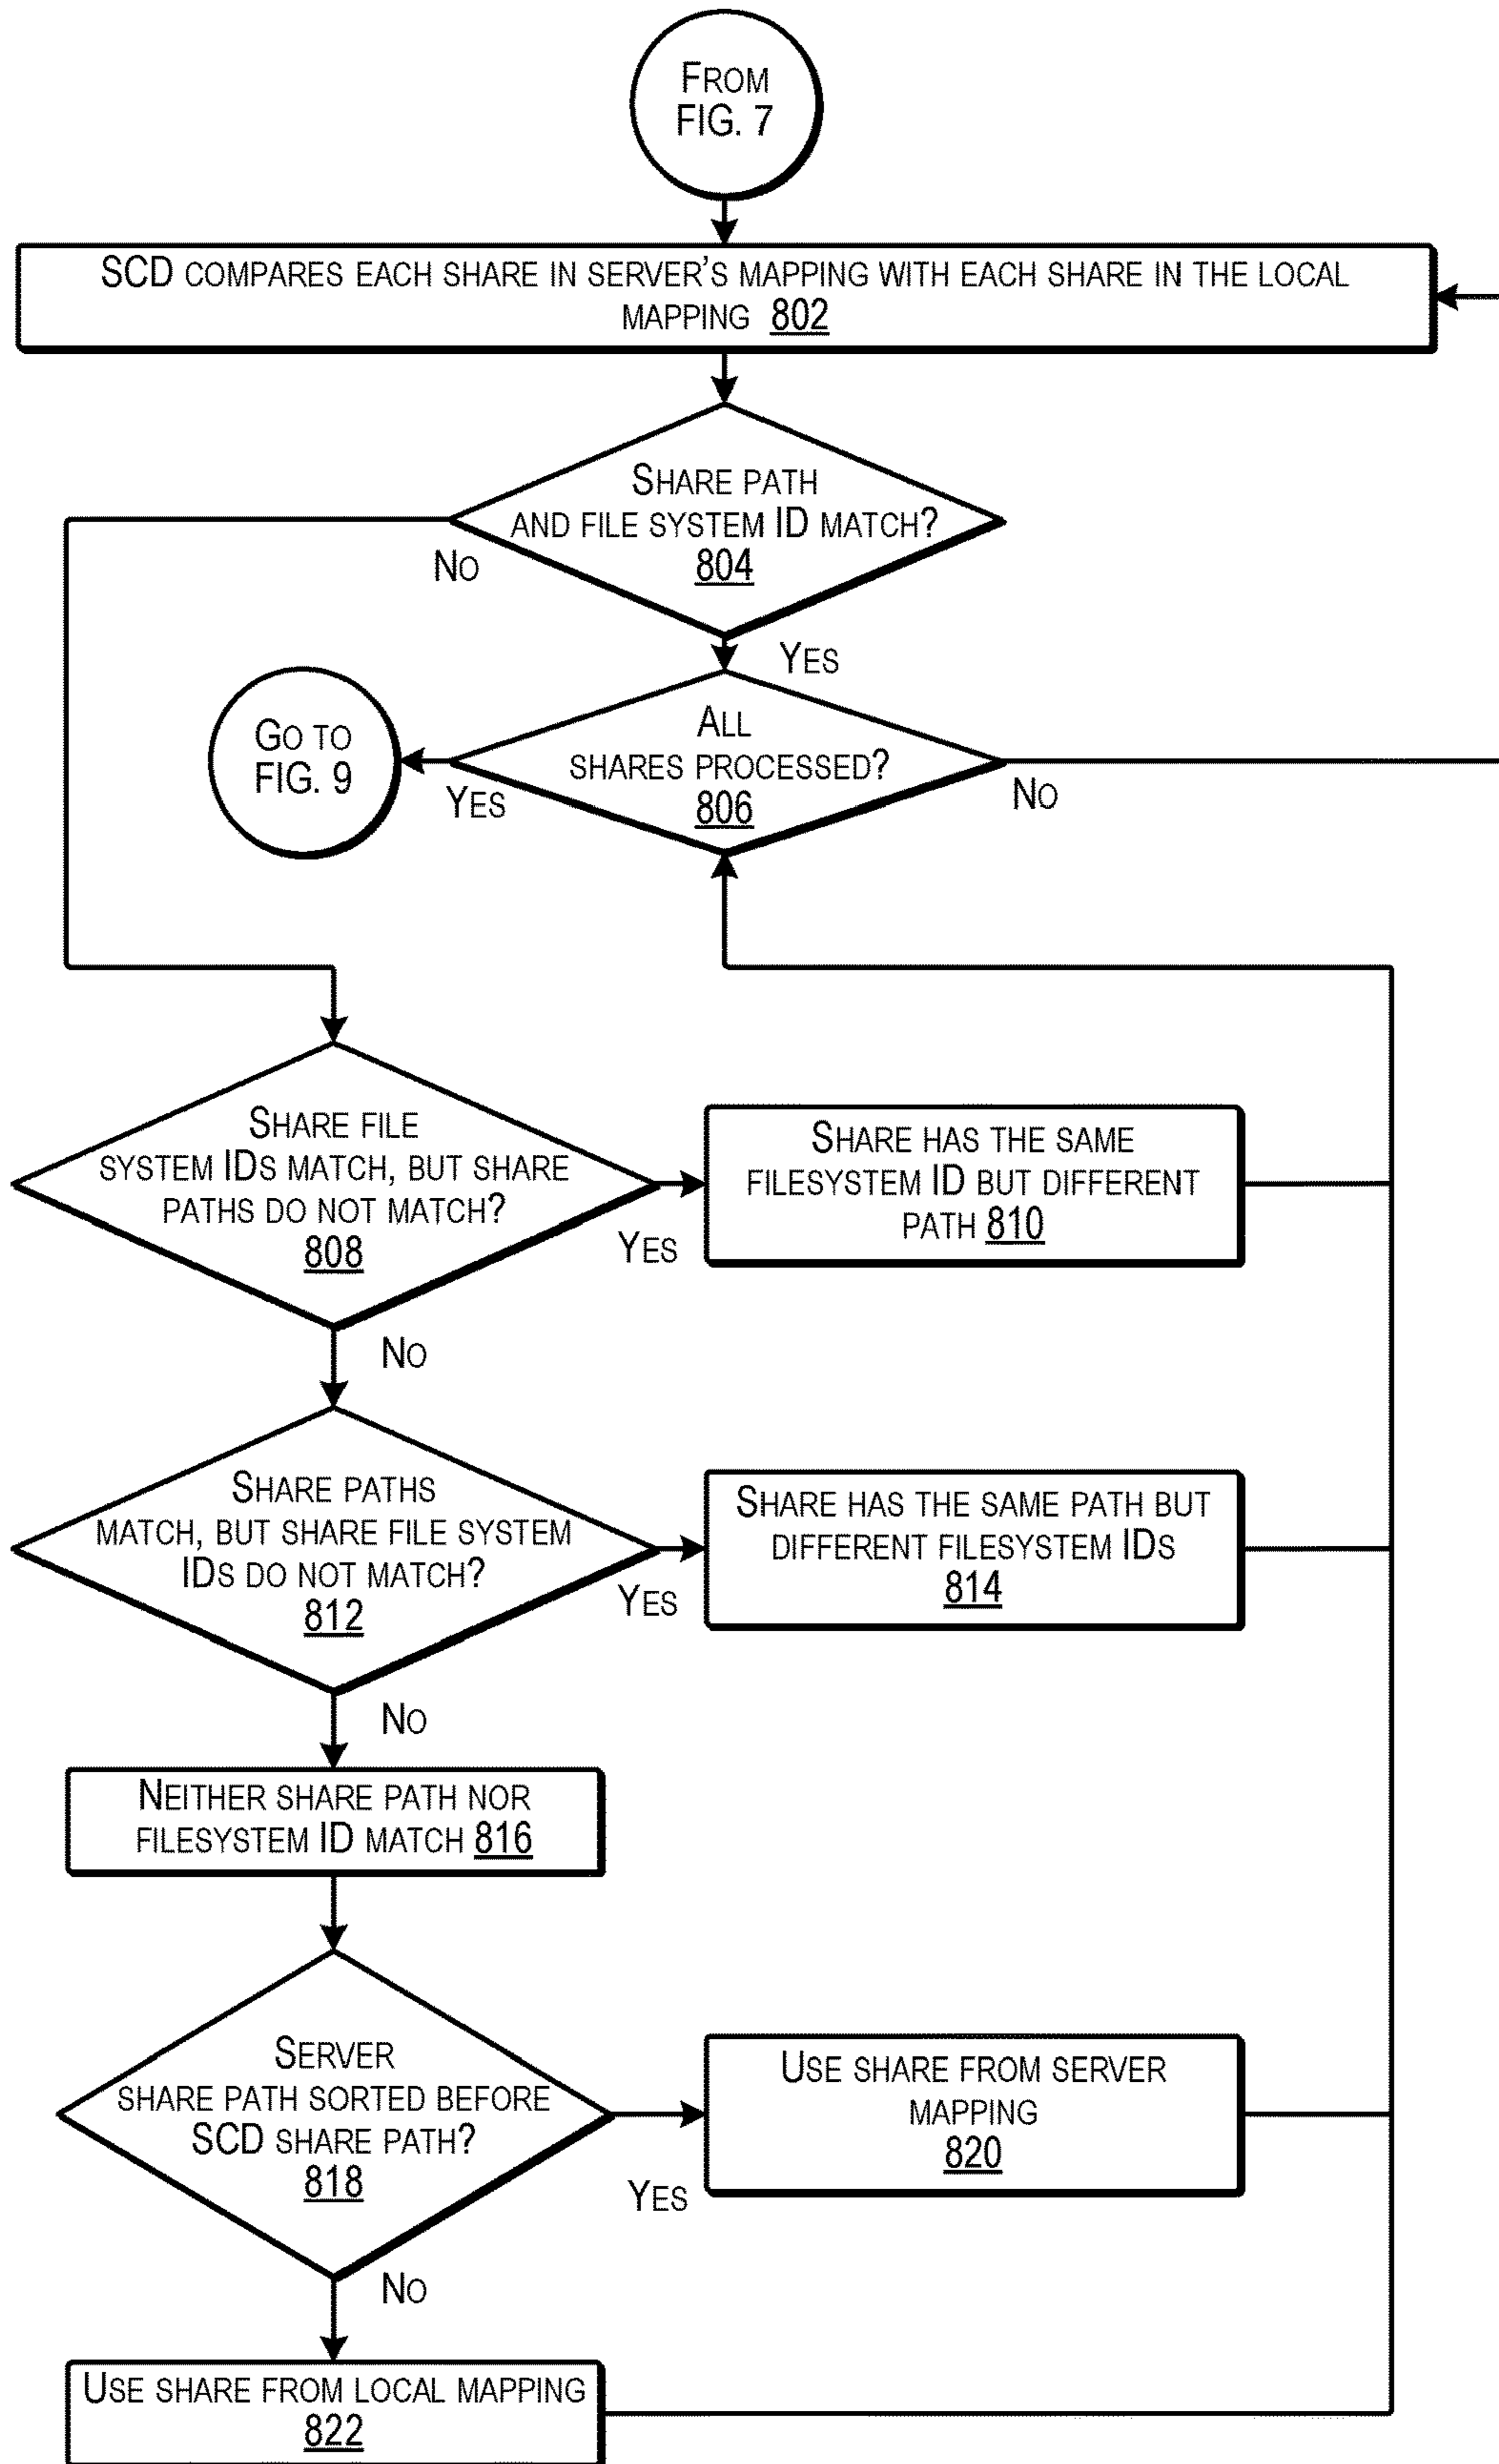 FROM
FIG. 7
SCD COMPARES EACH SHARE IN SERVER'S MAPPING WITH EACH SHARE IN THE LOCAL
MAPPING 802
SHARE PATH
AND FILE SYSTEM ID MATCH?
804
NO
YES
ALL
SHARES PROCESSED?
806
GO TO
FIG. 9
YES
NO
SHARE FILE
SYSTEM IDS MATCH, BUT SHARE
PATHS DO NOT MATCH?
808
YES
SHARE HAS THE SAME
FILESYSTEM ID BUT DIFFERENT
PATH 810
NO
SHARE PATHS
MATCH, BUT SHARE FILE SYSTEM
IDS DO NOT MATCH?
812
YES
SHARE HAS THE SAME PATH BUT
DIFFERENT FILESYSTEM IDS
814
NO
NEITHER SHARE PATH NOR
FILESYSTEM ID MATCH 816
SERVER
SHARE PATH SORTED BEFORE
SCD SHARE PATH?
818
YES
USE SHARE FROM SERVER
MAPPING
820
NO
USE SHARE FROM LOCAL MAPPING
822